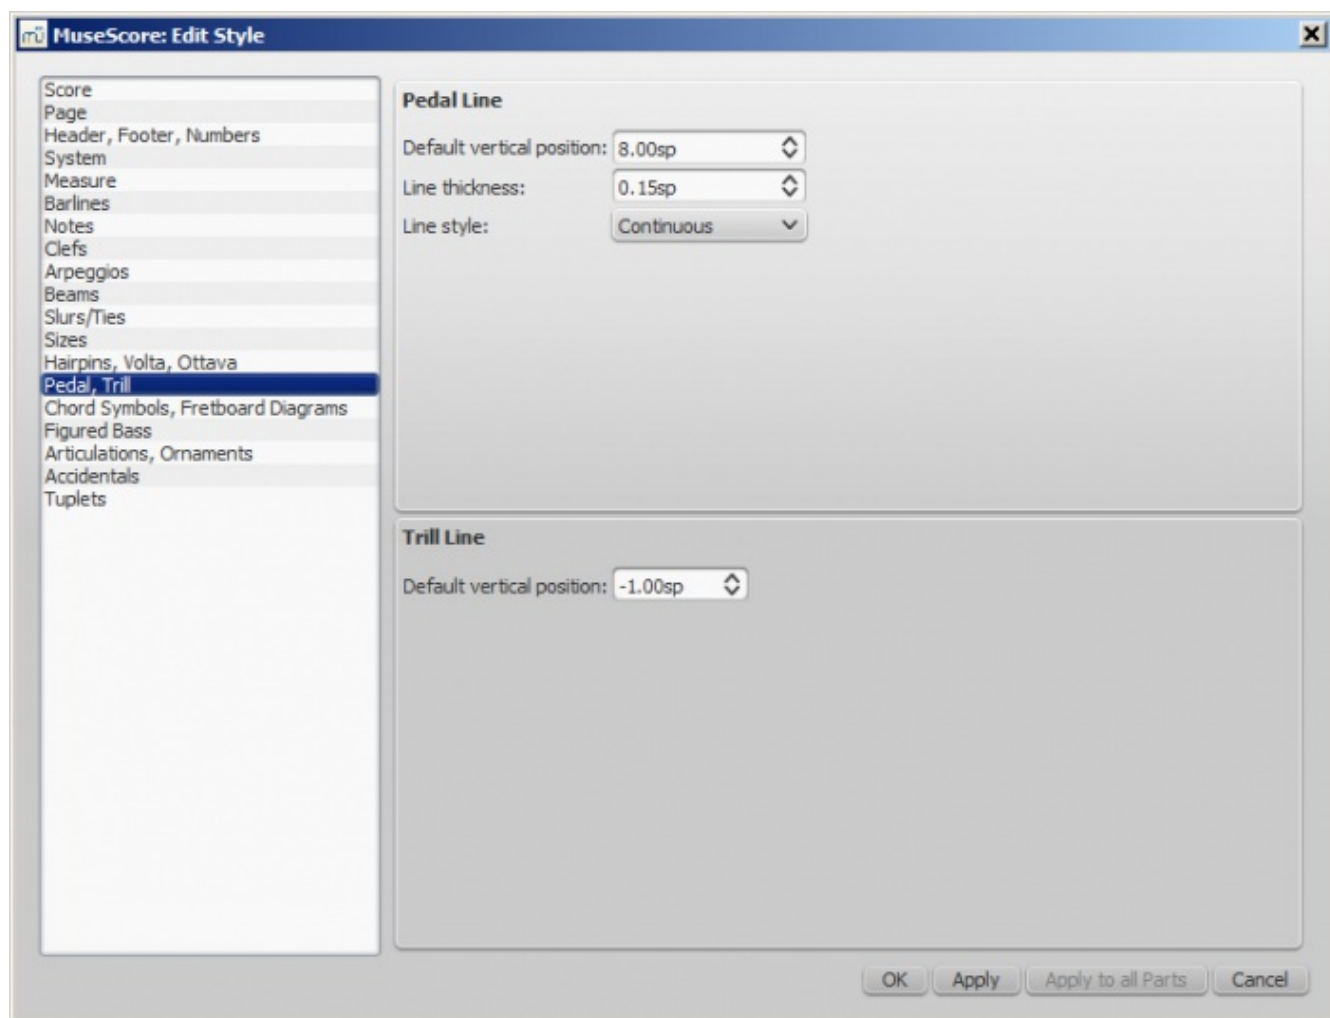 mü MuseScore: Edit Style
Score
Page
Header, Footer, Numbers
System
Measure
Barlines
Notes
Clefs
Arpeggios
Beams
Slurs/Ties
Sizes
Hairpins, Volta, Ottava
Pedal, Trill
Chord Symbols, Fretboard Diagrams
Figured Bass
Articulations, Ornaments
Accidentals
Tuplets
Pedal Line
Default vertical position: 8.00sp
Line thickness: 0.15sp
Line style: Continuous
Trill Line
Default vertical position: -1.00sp
OK Apply Apply to all Parts Cancel